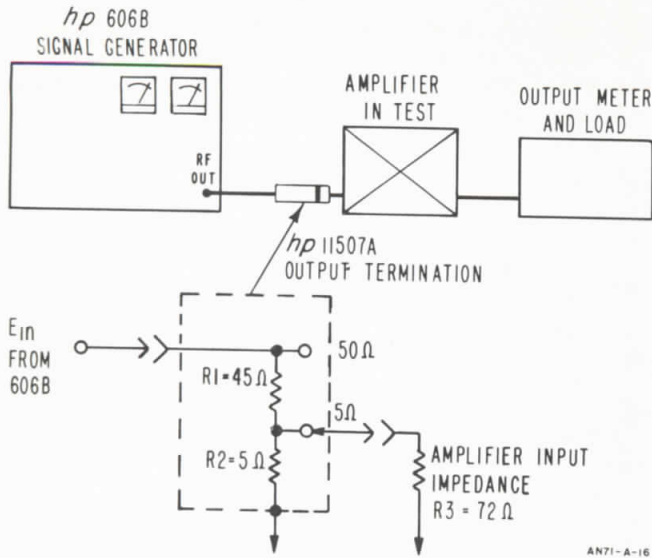 hp 606B
SIGNAL GENERATOR
RF
OUT
AMPLIFIER
IN TEST
OUTPUT METER
AND LOAD
hp 11507A
OUTPUT TERMINATION
EIN
FROM
606B
50Ω
R1=45Ω
5Ω
R2=5Ω
AMPLIFIER INPUT
IMPEDANCE
R3=72Ω
AN71-A-16